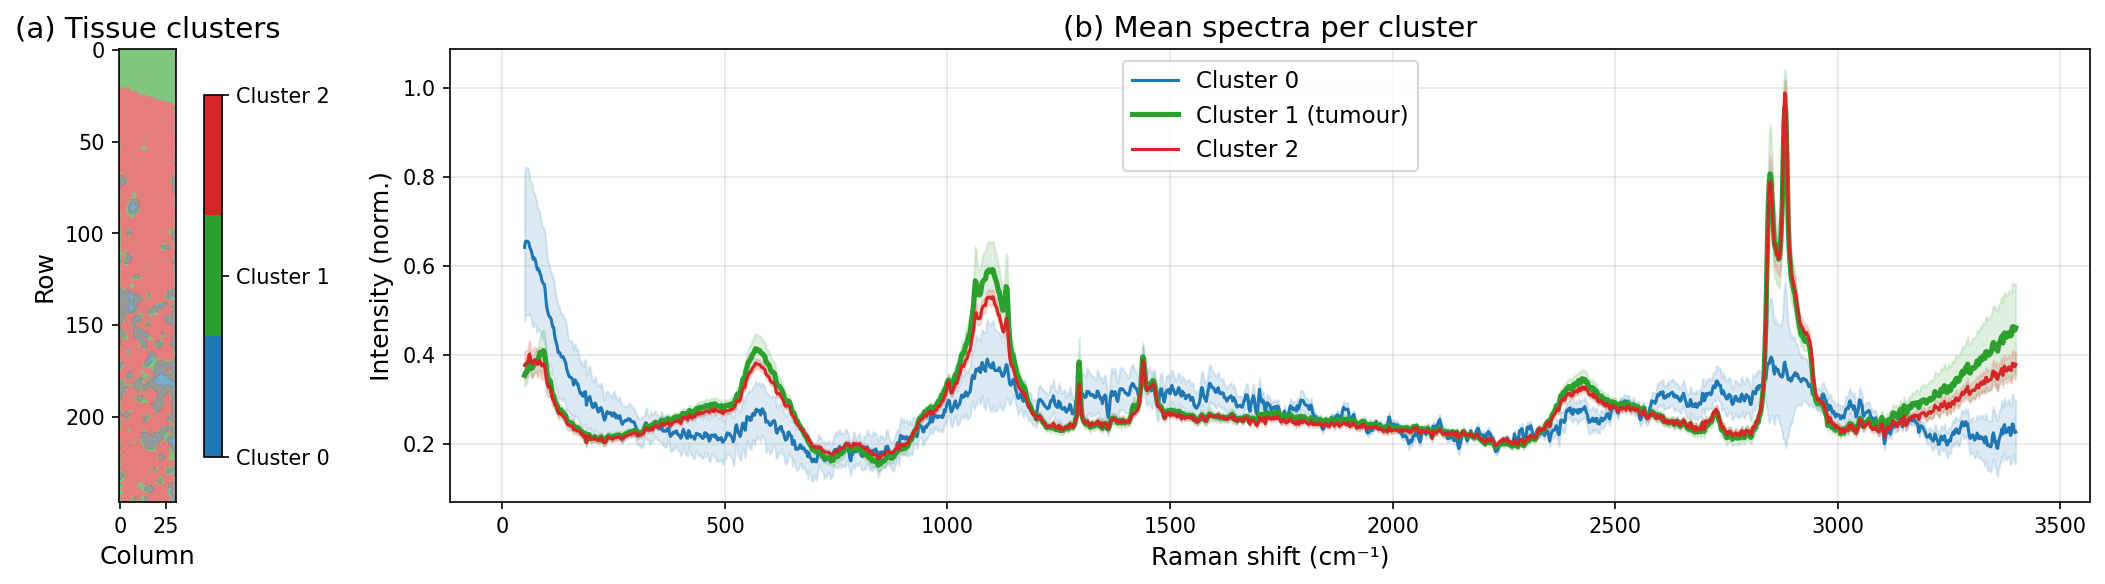 (a) Tissue clusters
0
50
100
150
200
Row
0 25
Column
Cluster 2
Cluster 1
Cluster 0
(b) Mean spectra per cluster
Cluster 0
Cluster 1 (tumour)
Cluster 2
1.0
0.8
0.6
0.4
0.2
Intensity (norm.)
0 500 1000 1500 2000 2500 3000 3500
Raman shift (cm⁻¹)